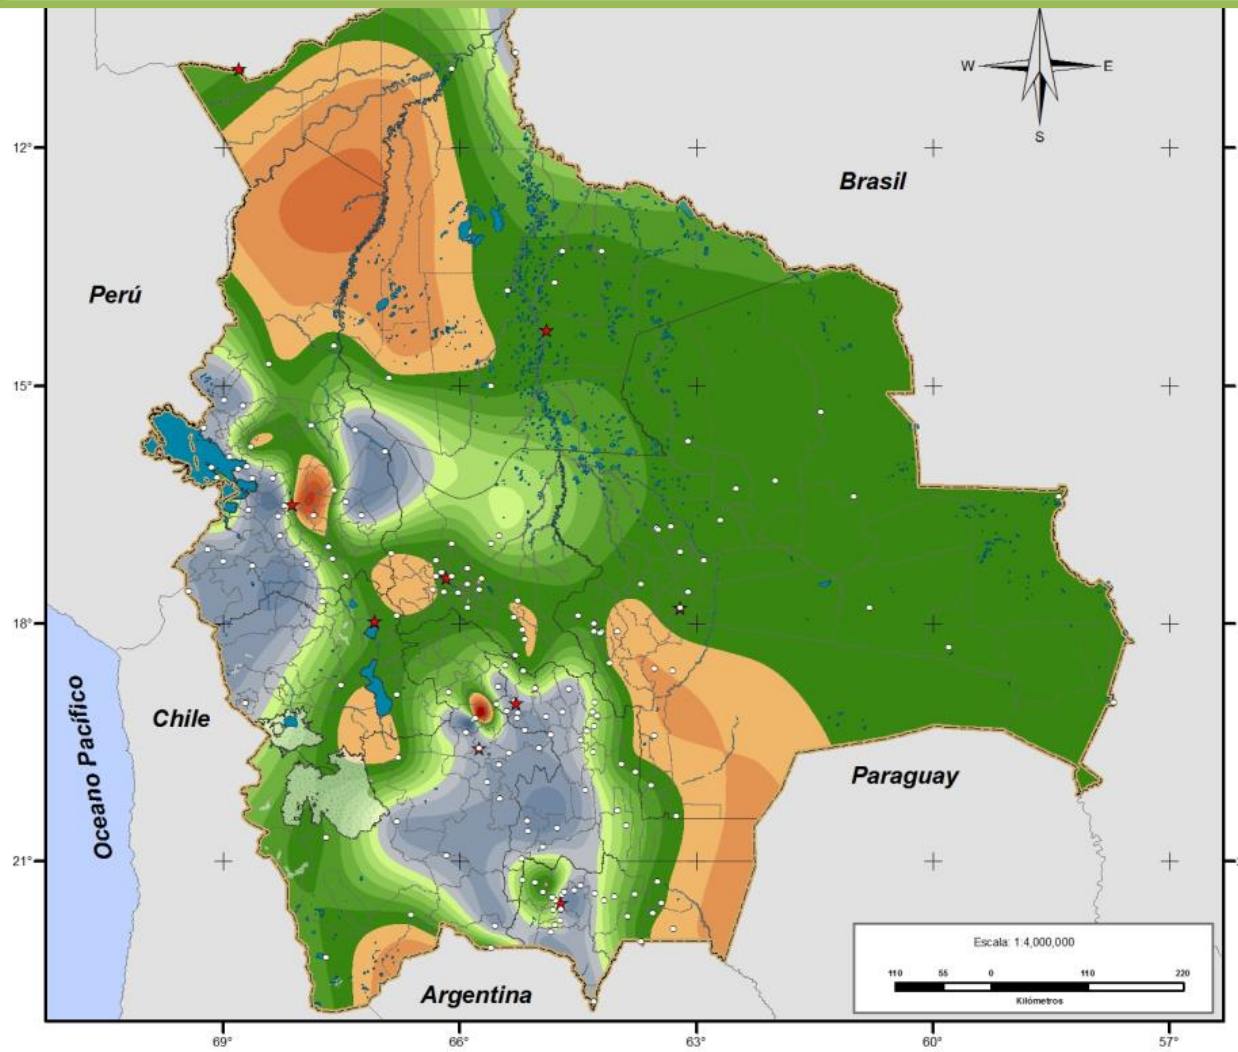 W
E
S
12°
Brasil
Perú
15°
18°
Chile
Oceano Pacífico
Paraguay
21°
Escala: 1:4,000,000
110 55 0 110 220
Kilómetros
Argentina
69° 66° 63° 60° 57°